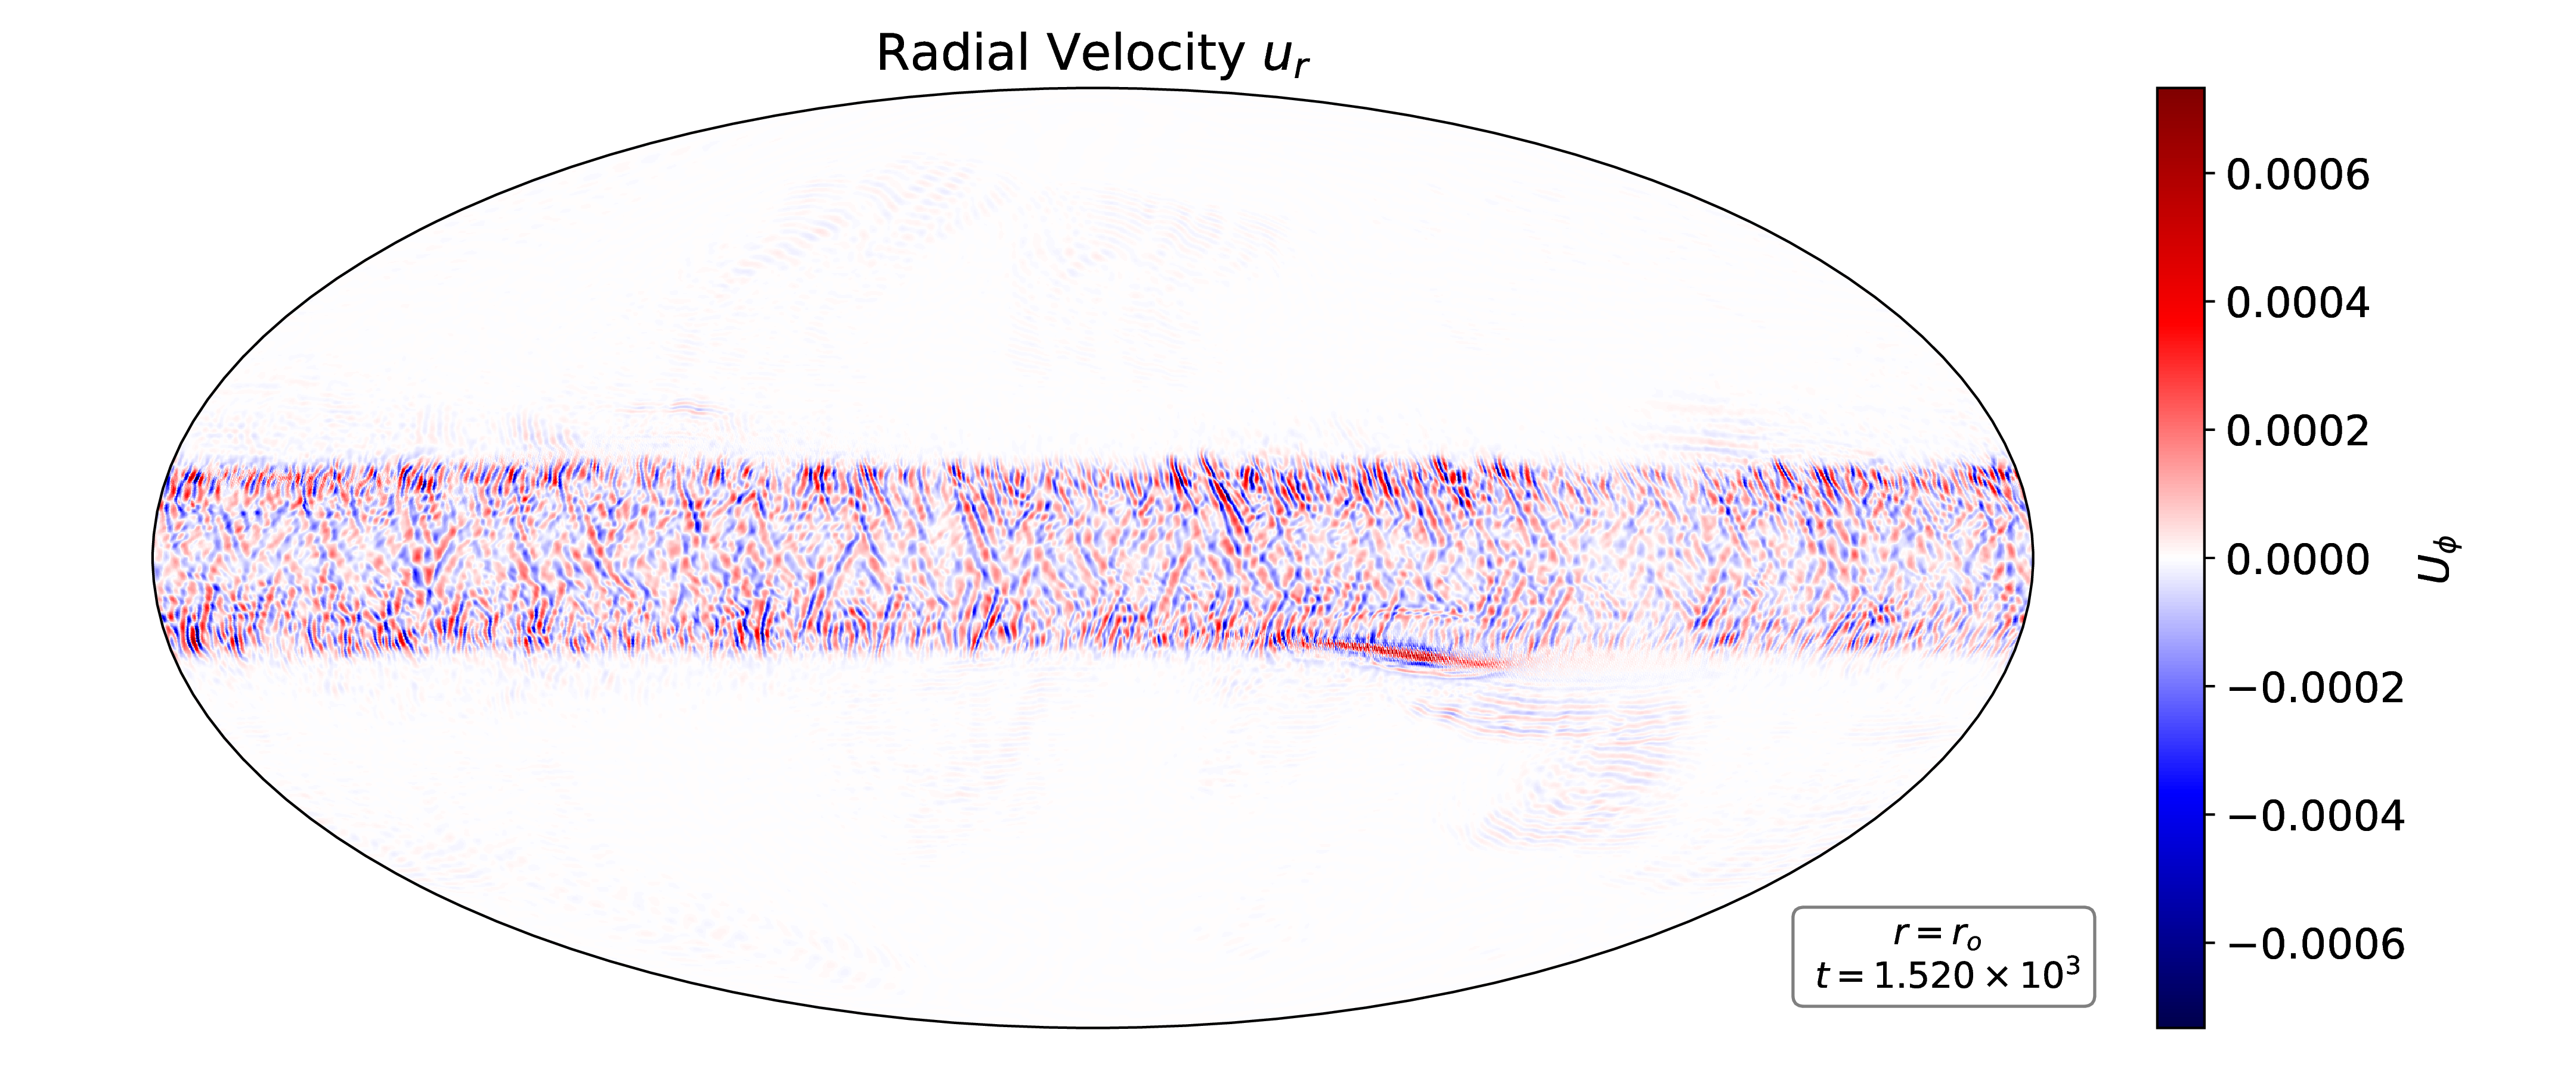 Radial Velocity u_r
0.0006
0.0004
0.0002
0.0000
−0.0002
−0.0004
−0.0006
U_ϕ
r = r_o
t = 1.520 × 10^3